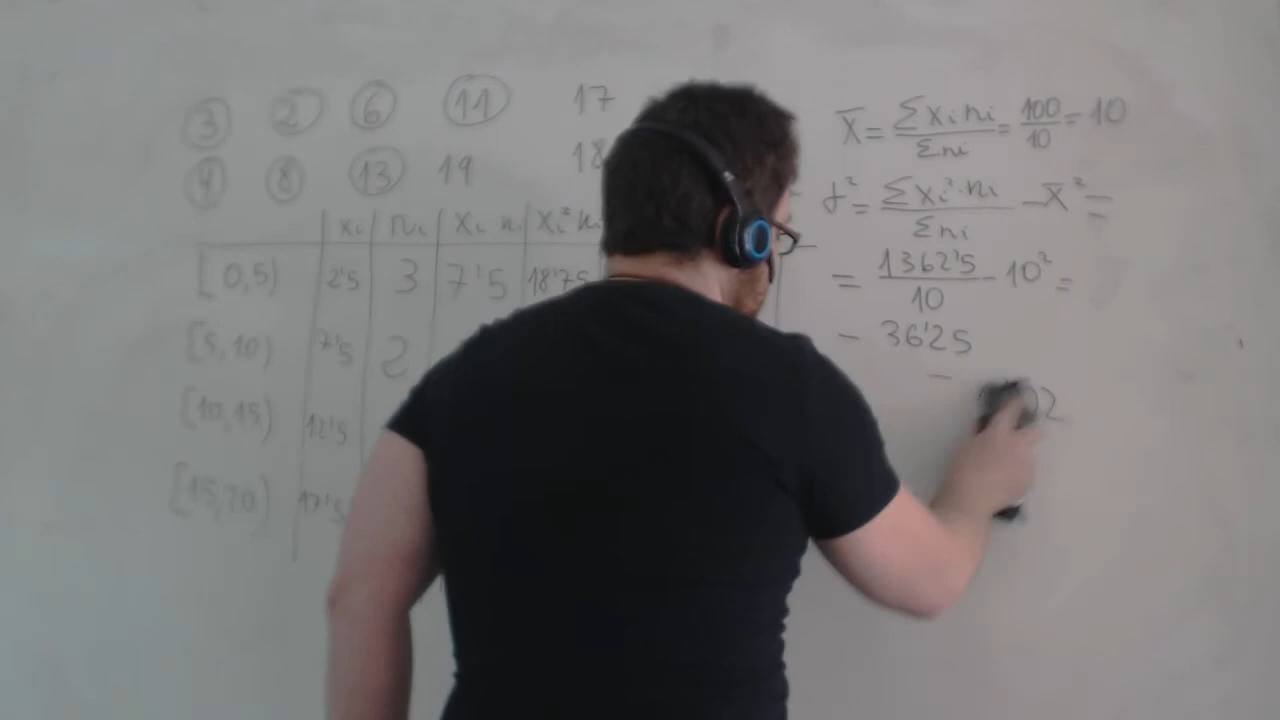 3 2 6 11 17
4 8 13 19 18
xi ni xi ni xi² ni
[0,5) 2'5 3 7'5 18'75
[5,10) 7'5 2
[10,15) 12'5
[15,20) 17'5
X̄ = Σxi ni / Σni = 100/10 = 10
σ² = Σxi²·ni / Σni - X̄² =
= 1362'5 / 10 - 10² =
- 36'25